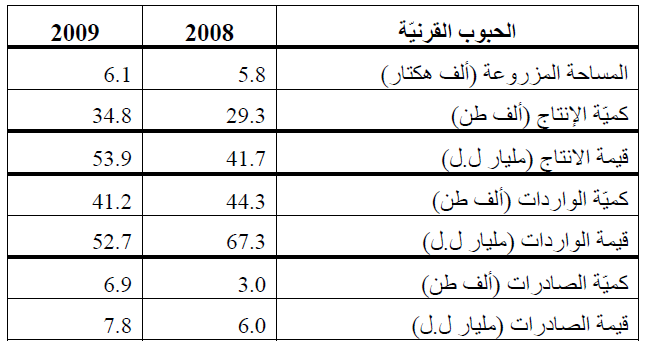 الحبوب القرنيّة 2008 2009
المساحة المزروعة (ألف هكتار) 5.8 6.1
كميّة الإنتاج (ألف طن) 29.3 34.8
قيمة الانتاج (مليار ل.ل) 41.7 53.9
كميّة الواردات (ألف طن) 44.3 41.2
قيمة الواردات (مليار ل.ل) 67.3 52.7
كميّة الصادرات (ألف طن) 3.0 6.9
قيمة الصادرات (مليار ل.ل) 6.0 7.8